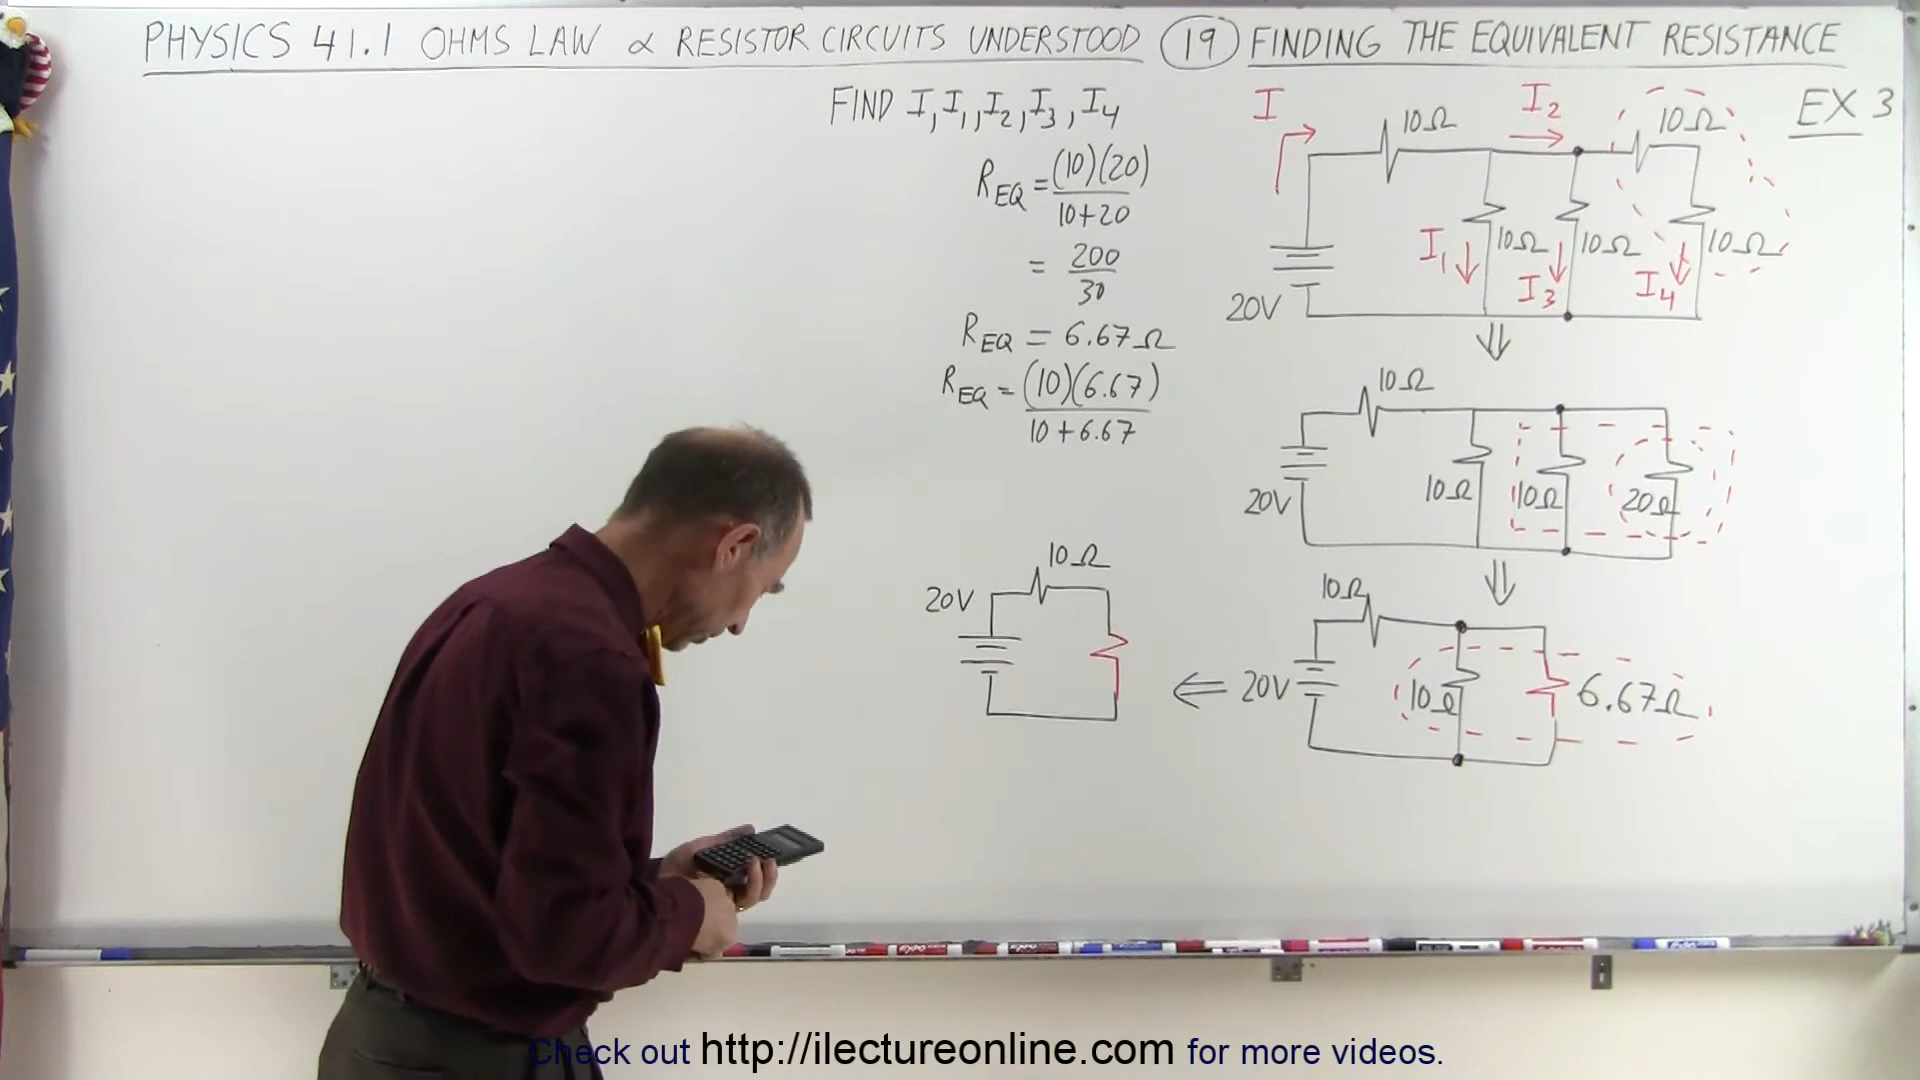 PHYSICS 41.1 OHMS LAW & RESISTOR CIRCUITS UNDERSTOOD 19 FINDING THE EQUIVALENT RESISTANCE
EX 3
FIND I, I1, I2, I3, I4
REQ = (10)(20)
10+20
= 200
30
REQ = 6.67Ω
REQ = (10)(6.67)
10+6.67
I
10Ω
I2
10Ω
I1
10Ω
10Ω
10Ω
I3
I4
20V
⇓
10Ω
20V
10Ω
10Ω
20Ω
⇓
10Ω
20V
10Ω
6.67Ω
⇐
10Ω
20V
Check out http://ilectureonline.com for more videos.